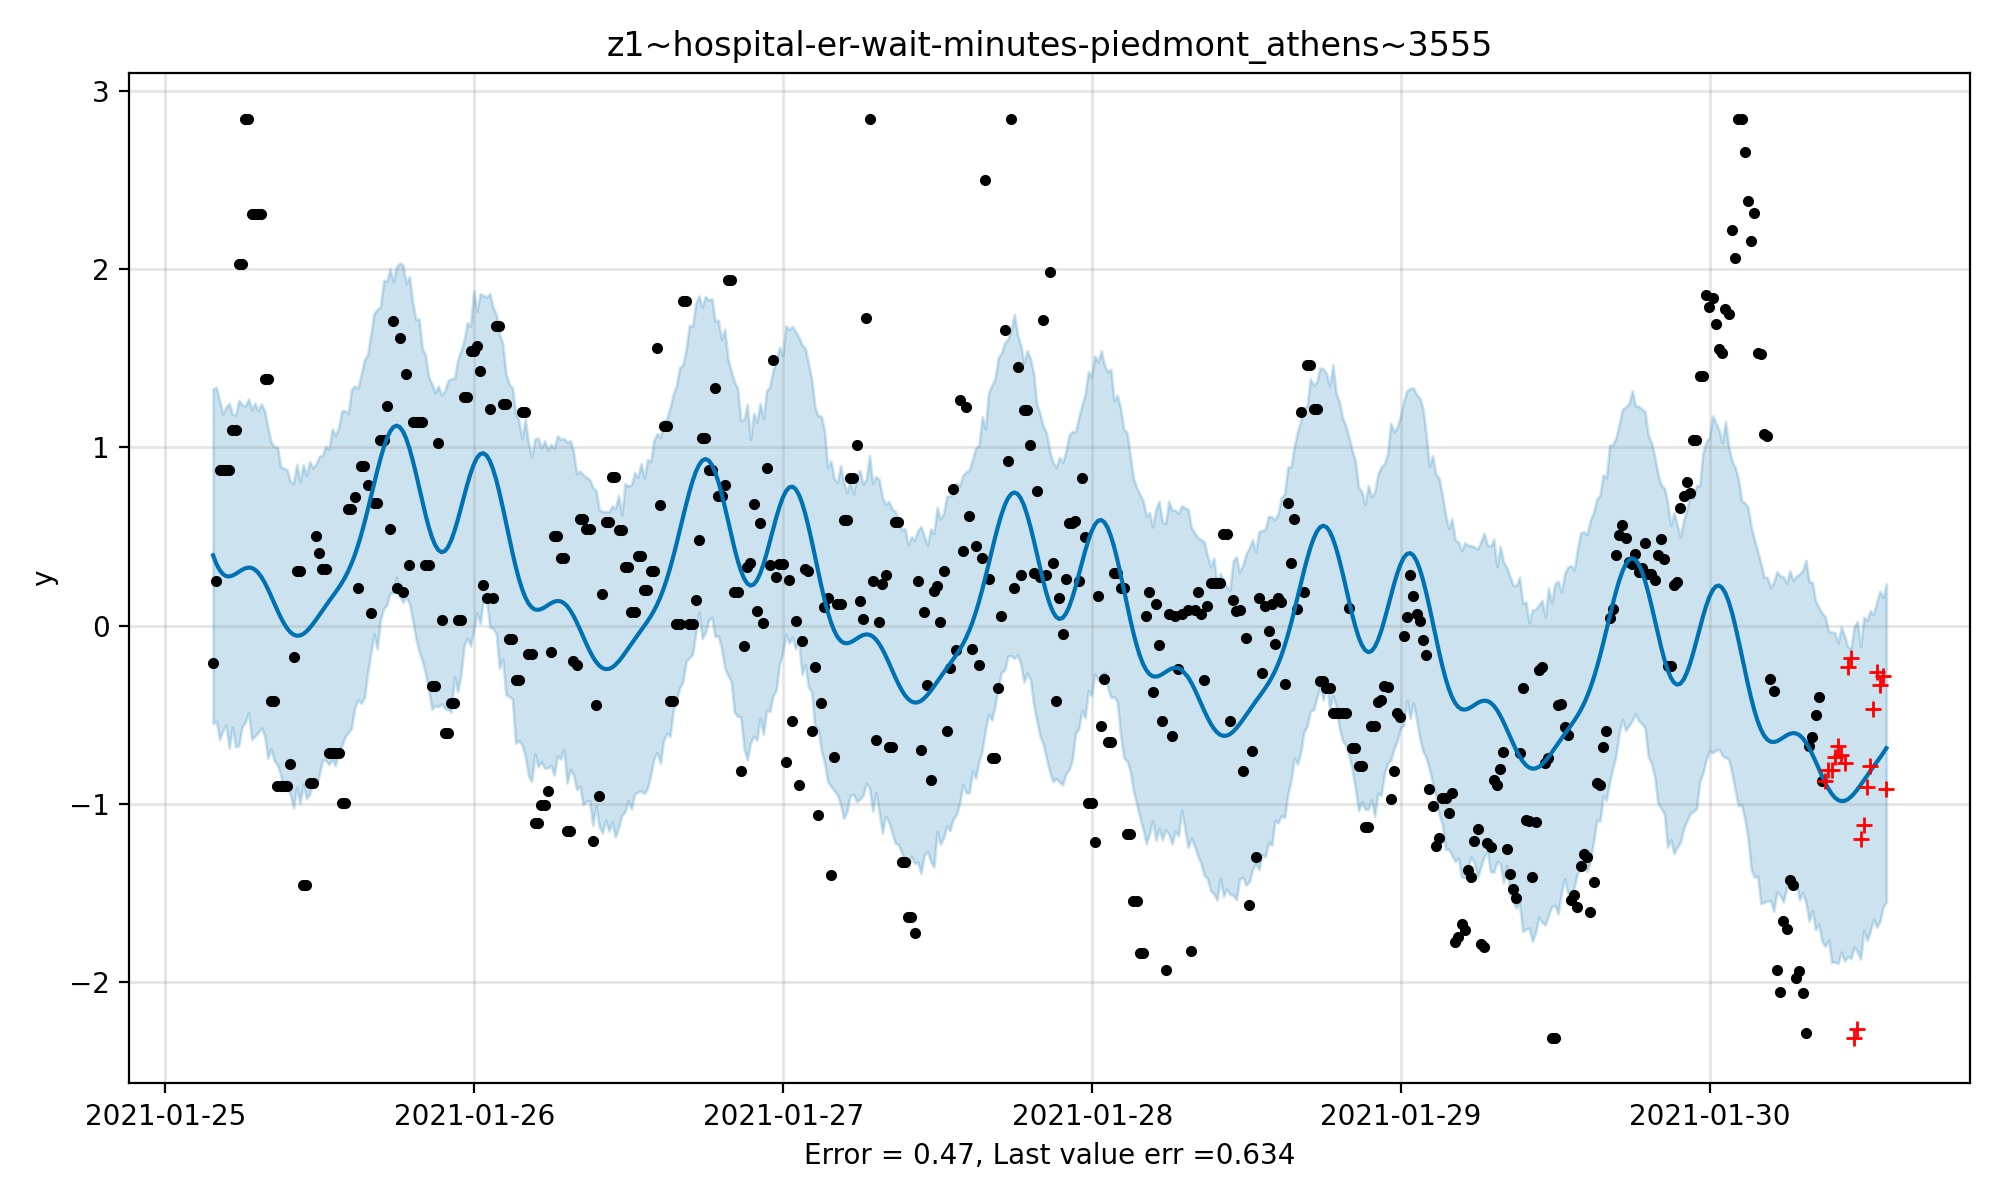 z1~hospital-er-wait-minutes-piedmont_athens~3555
3
2
1
0
−1
−2
y
2021-01-25 2021-01-26 2021-01-27 2021-01-28 2021-01-29 2021-01-30
Error = 0.47, Last value err =0.634